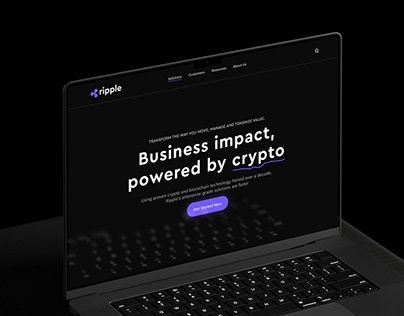 ripple
Solutions Customers Resources About Us
TRANSFORM THE WAY YOU MOVE, MANAGE AND TOKENIZE VALUE.
Business impact,
powered by crypto
Using proven crypto and blockchain technology honed over a decade,
Ripple's enterprise-grade solutions are faster
Get Started Now